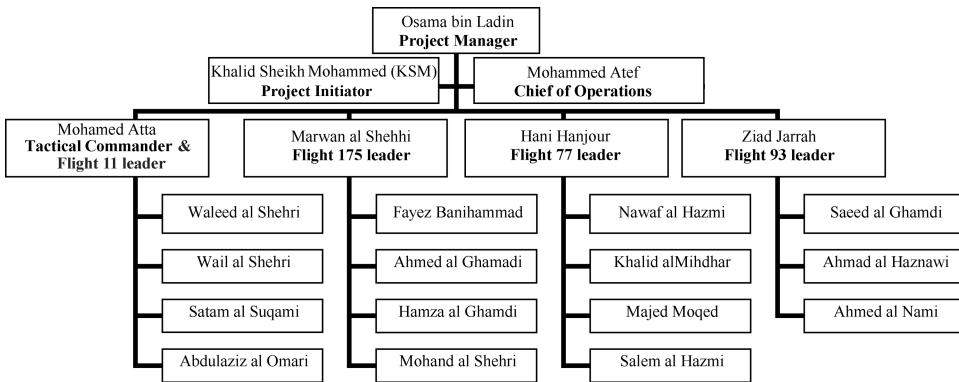 Osama bin Ladin
Project Manager
Khalid Sheikh Mohammed (KSM)
Project Initiator
Mohammed Atef
Chief of Operations
Mohamed Atta
Tactical Commander &
Flight 11 leader
Marwan al Shehhi
Flight 175 leader
Hani Hanjour
Flight 77 leader
Ziad Jarrah
Flight 93 leader
Waleed al Shehri
Wail al Shehri
Satam al Suqami
Abdulaziz al Omari
Fayez Banihammad
Ahmed al Ghamadi
Hamza al Ghamdi
Mohand al Shehri
Nawaf al Hazmi
Khalid alMihdhar
Majed Moqed
Salem al Hazmi
Saeed al Ghamdi
Ahmad al Haznawi
Ahmed al Nami